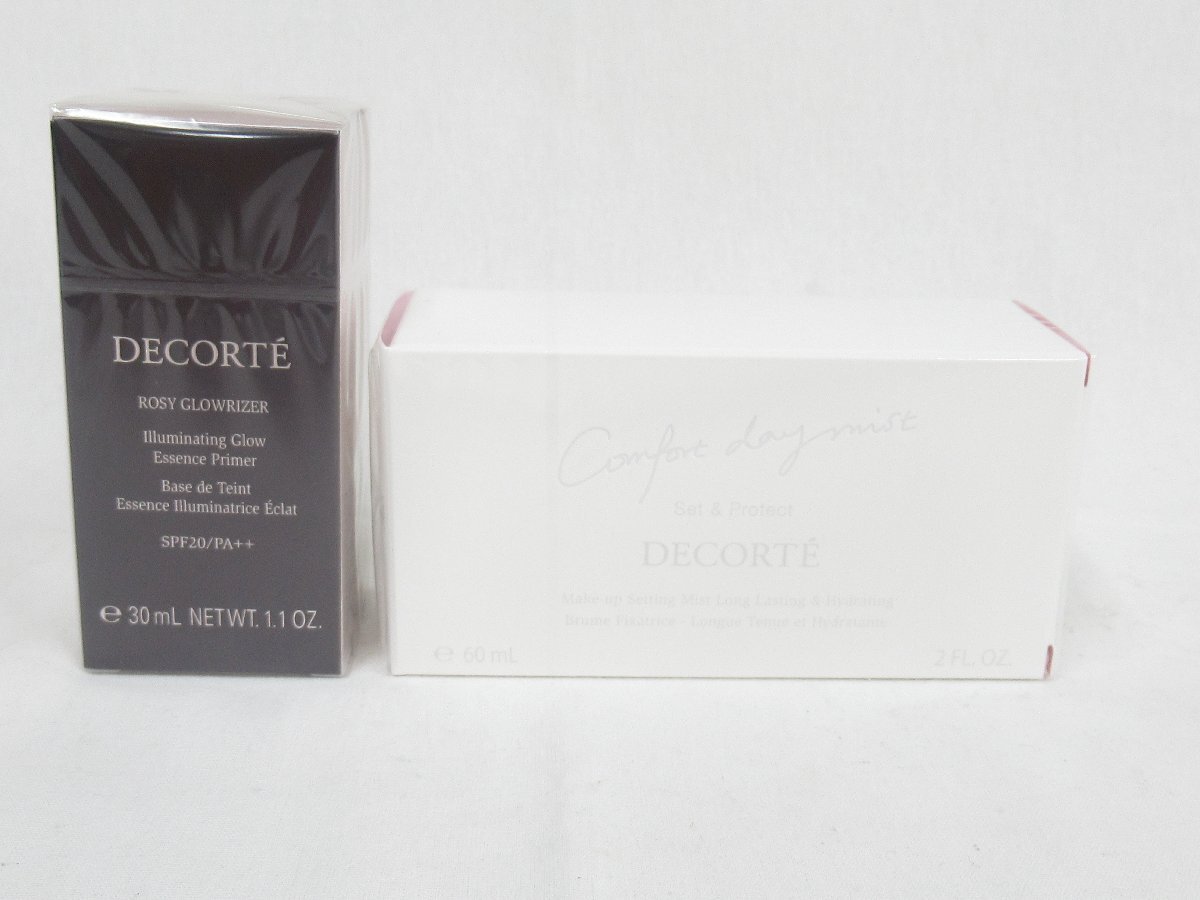 DECORTÉ
ROSY GLOWRIZER
Illuminating Glow
Essence Primer
Base de Teint
Essence Illuminatrice Éclat
SPF20/PA++
℮ 30 mL NET WT. 1.1 OZ.
Comfort day mist
Set & Protect
DECORTÉ
Make-up Setting Mist Long Lasting & Hydrating
Brume Fixatrice - Longue Tenue et Hydratante
℮ 60 mL
2 FL. OZ.